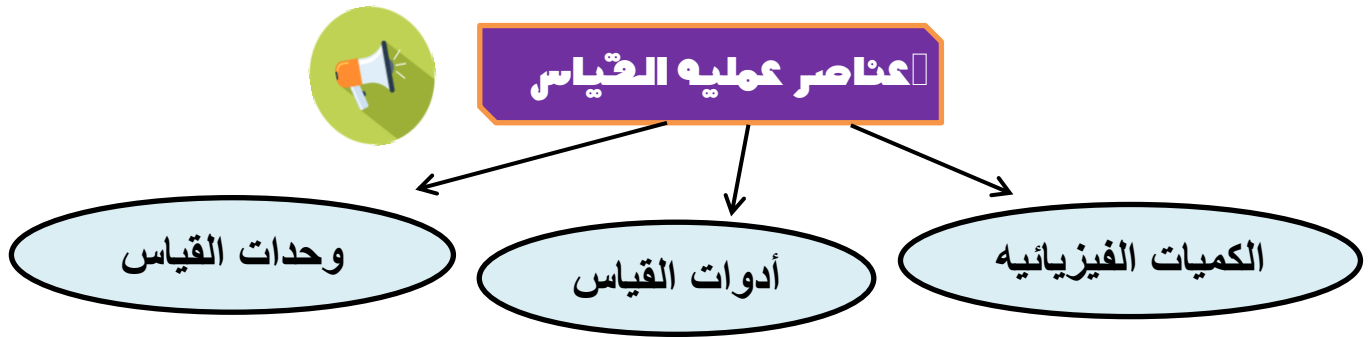 عناصر عمليه القياس
الكميات الفيزيائيه
أدوات القياس
وحدات القياس